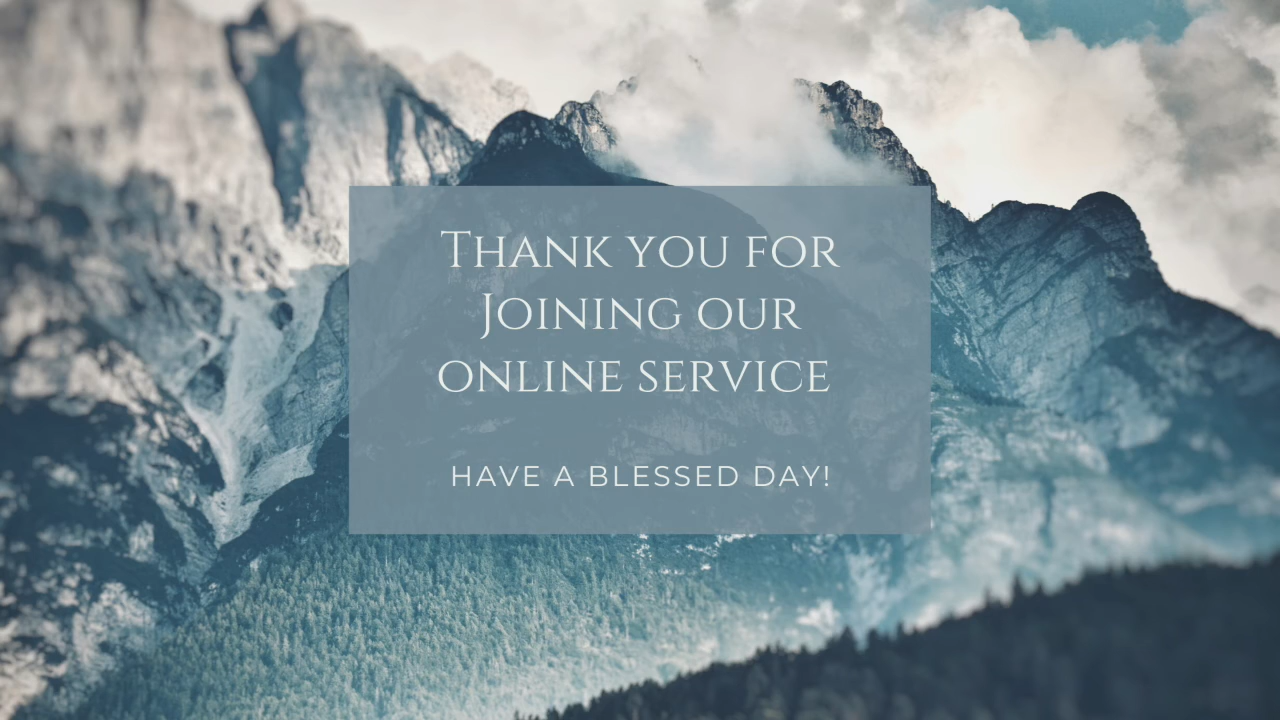 Thank you for
Joining our
online service
HAVE A BLESSED DAY!